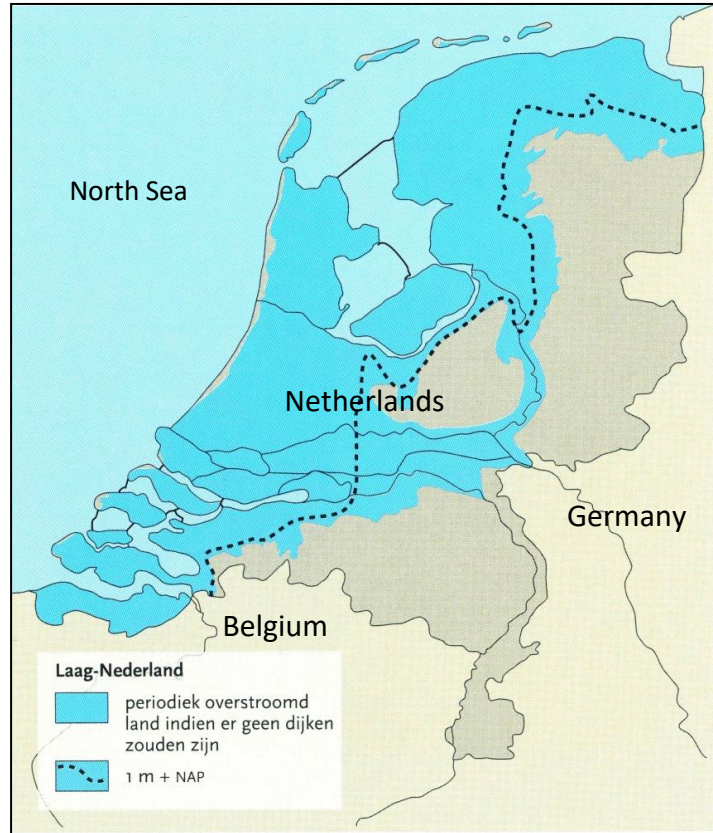 North Sea
Netherlands
Germany
Belgium
Laag-Nederland
periodiek overstroomd
land indien er geen dijken
zouden zijn
1 m + NAP